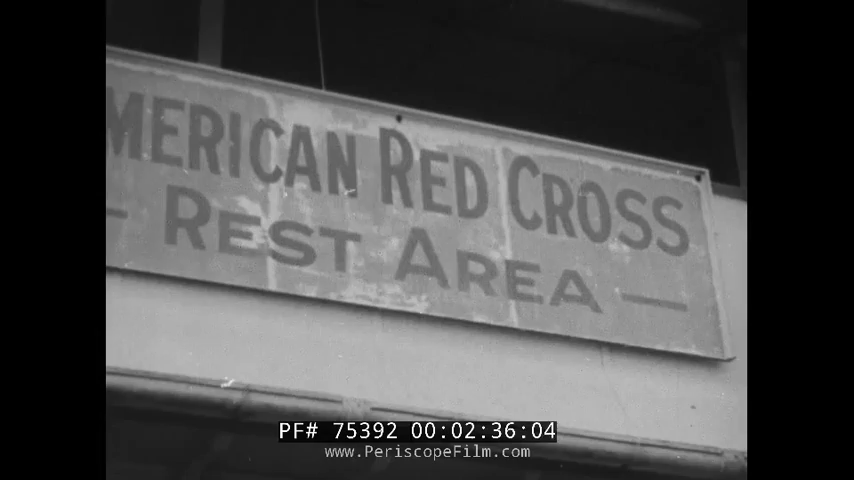 MERICAN RED CROSS
- REST AREA -
PF# 75392 00:02:36:04
www.PeriscopeFilm.com